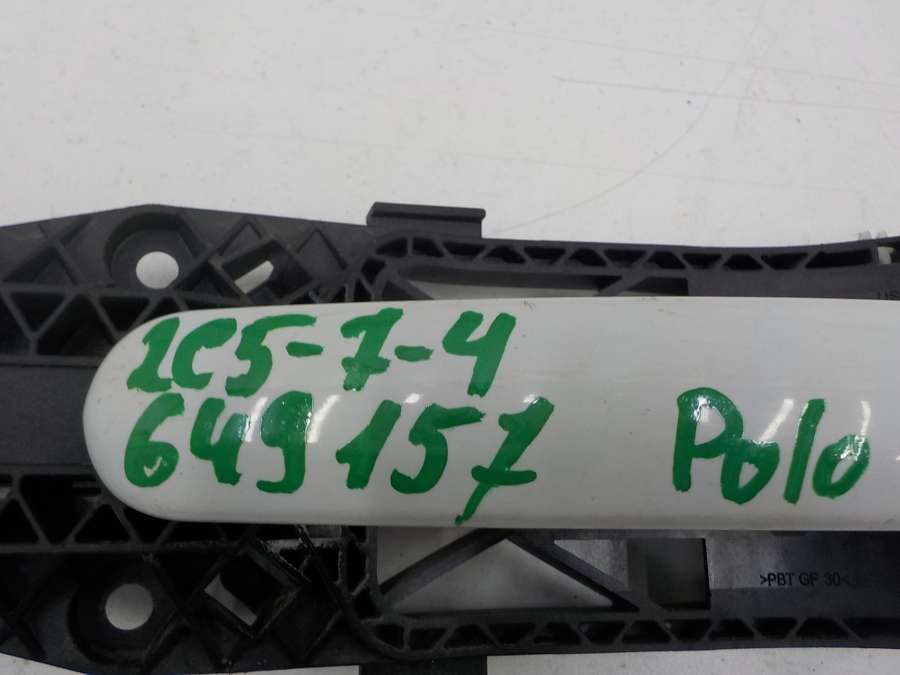 1C5-7-4
649157 Polo
>PBT GF 30<